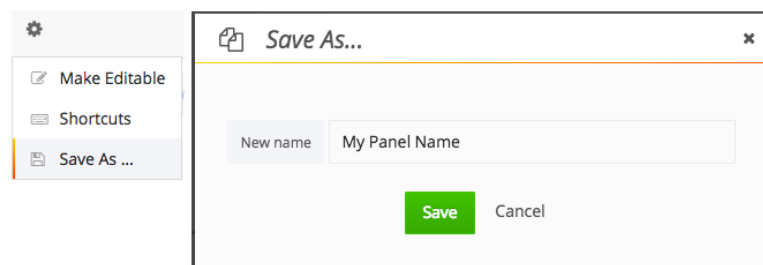 Make Editable
Shortcuts
Save As ...
Save As...
New name
My Panel Name
Save
Cancel